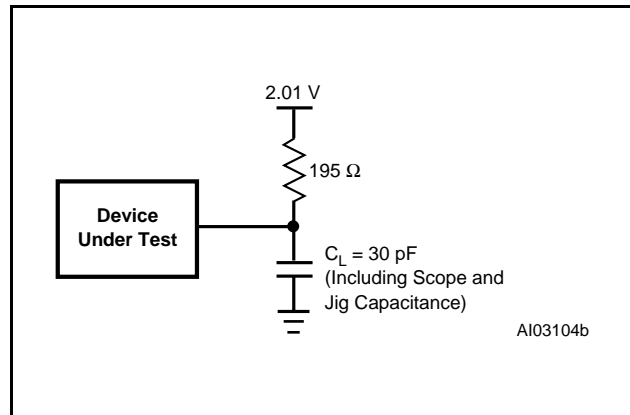 2.01 V
195 Ω
Device
Under Test
C_L = 30 pF
(Including Scope and
Jig Capacitance)
AI03104b